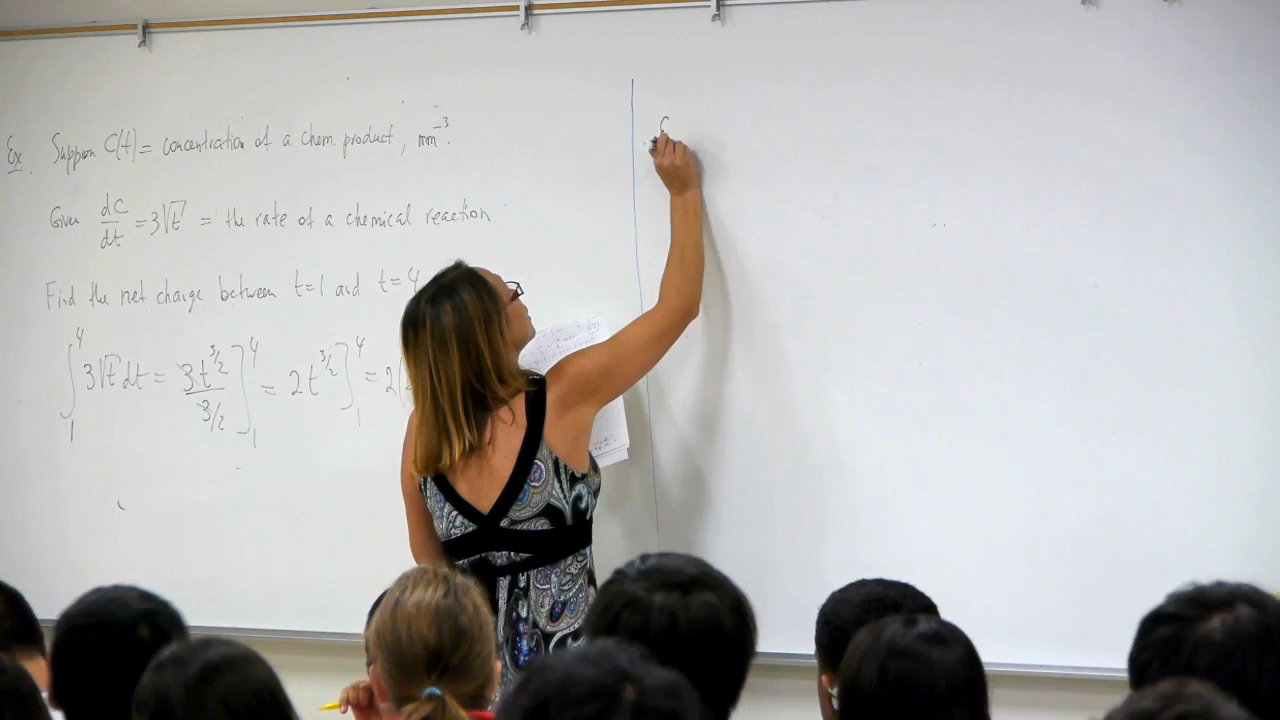 Ex. Suppose C(t) = concentration of a chem. product, mm⁻³.
Given dC/dt = 3√t = the rate of a chemical reaction
Find the net change between t=1 and t=4
∫₁⁴ 3√t dt = 3t^(3/2) / (3/2) ]₁⁴ = 2t^(3/2) ]₁⁴ = 2(
C